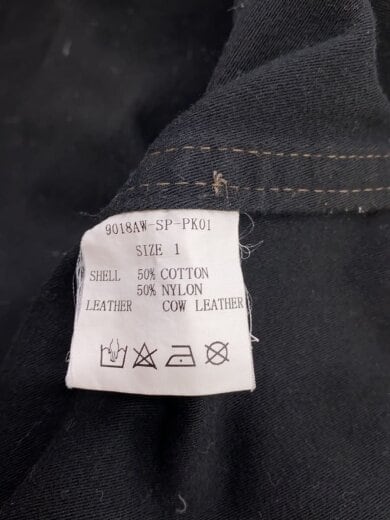 9018AW-SP-PK01
SIZE 1
SHELL 50% COTTON
50% NYLON
LEATHER COW LEATHER